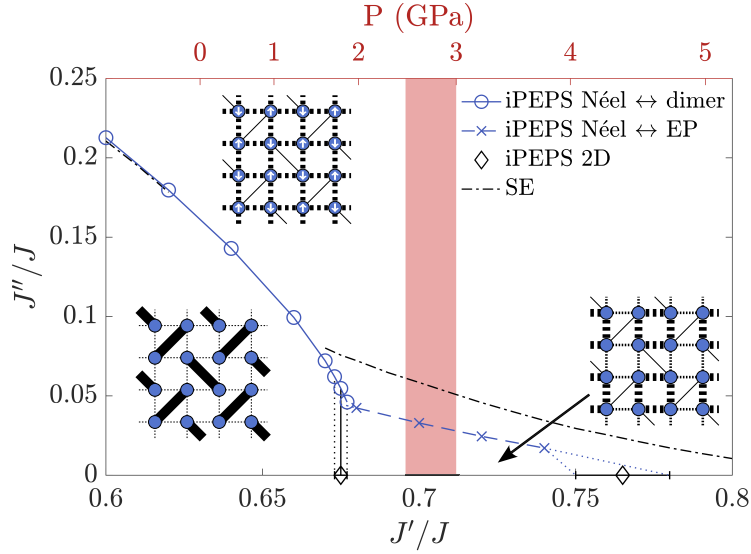 P (GPa)
0 1 2 3 4 5
0.25
0.2
0.15
0.1
0.05
0
J''/J
iPEPS Néel ↔ dimer
iPEPS Néel ↔ EP
iPEPS 2D
SE
0.6 0.65 0.7 0.75 0.8
J'/J